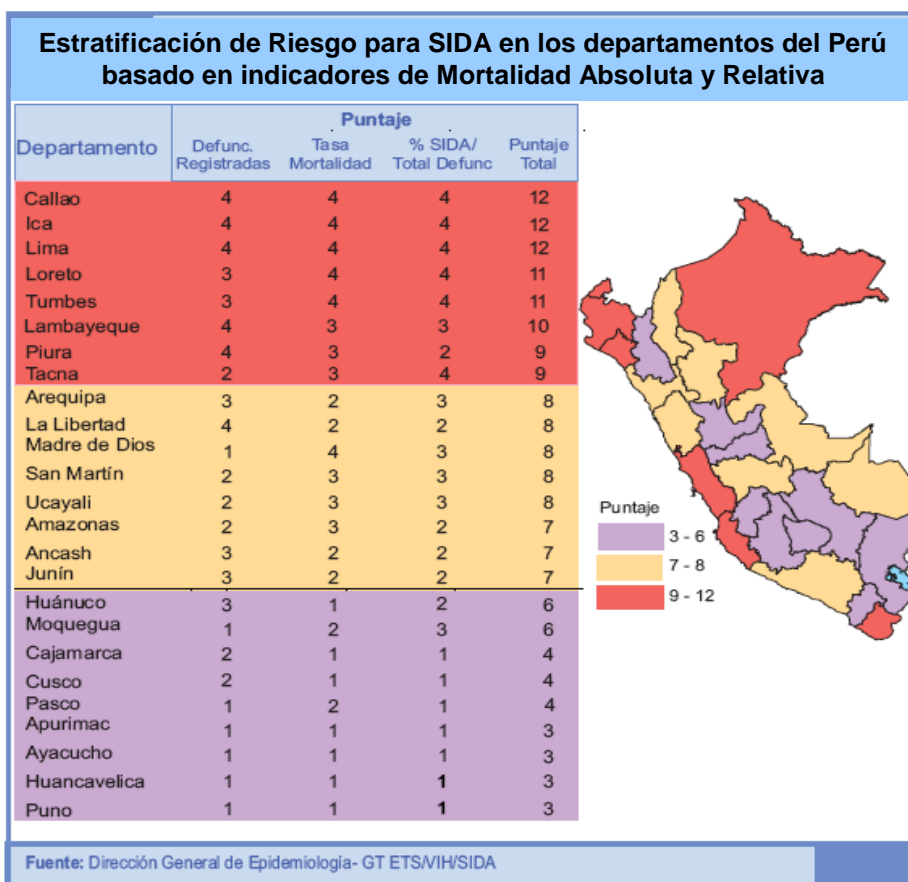 Estratificación de Riesgo para SIDA en los departamentos del Perú
basado en indicadores de Mortalidad Absoluta y Relativa
Puntaje
Departamento Defunc. Registradas Tasa Mortalidad % SIDA/ Total Defunc Puntaje Total
Callao 4 4 4 12
Ica 4 4 4 12
Lima 4 4 4 12
Loreto 3 4 4 11
Tumbes 3 4 4 11
Lambayeque 4 3 3 10
Piura 4 3 2 9
Tacna 2 3 4 9
Arequipa 3 2 3 8
La Libertad 4 2 2 8
Madre de Dios 1 4 3 8
San Martín 2 3 3 8
Ucayali 2 3 3 8
Amazonas 2 3 2 7
Ancash 3 2 2 7
Junín 3 2 2 7
Huánuco 3 1 2 6
Moquegua 1 2 3 6
Cajamarca 2 1 1 4
Cusco 2 1 1 4
Pasco 1 2 1 4
Apurimac 1 1 1 3
Ayacucho 1 1 1 3
Huancavelica 1 1 1 3
Puno 1 1 1 3
Puntaje
3 - 6
7 - 8
9 - 12
Fuente: Dirección General de Epidemiología- GT ETS/VIH/SIDA